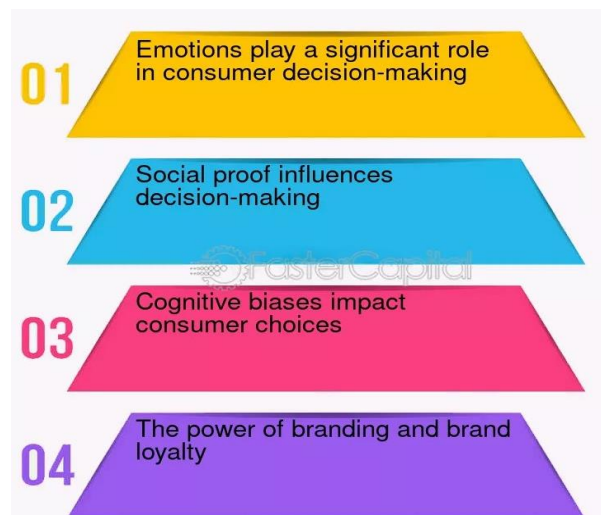 01
Emotions play a significant role
in consumer decision-making
02
Social proof influences
decision-making
FasterCapital
03
Cognitive biases impact
consumer choices
04
The power of branding and brand
loyalty